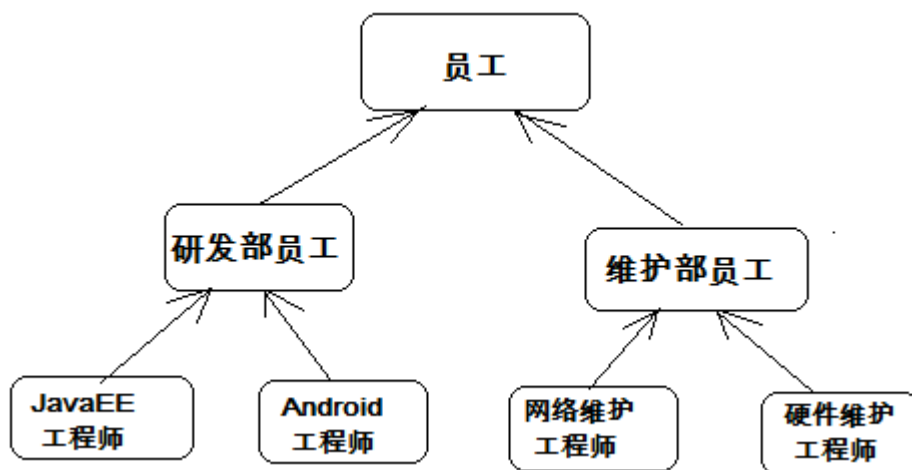 员工
研发部员工
维护部员工
JavaEE
工程师
Android
工程师
网络维护
工程师
硬件维护
工程师